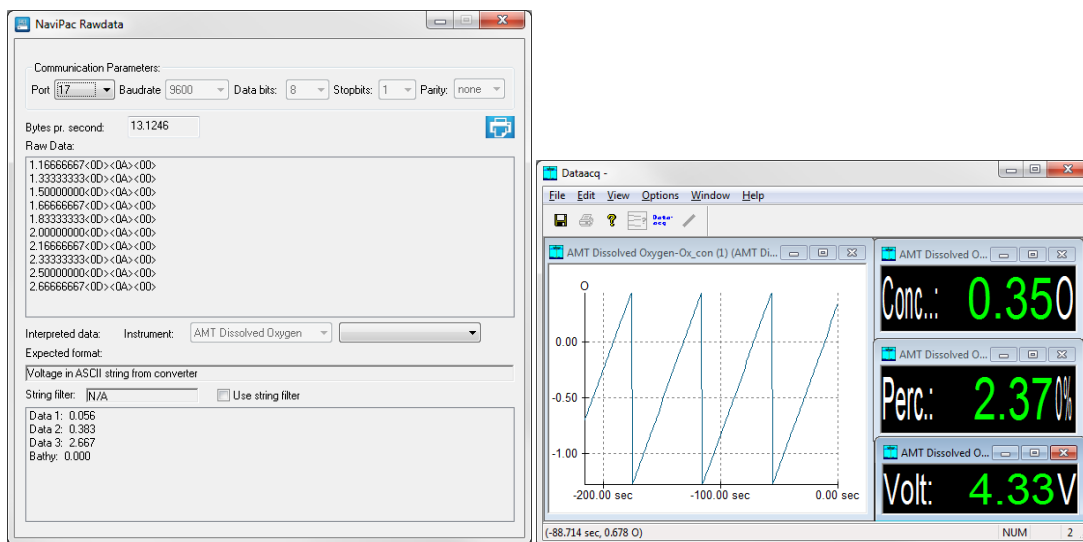 NaviPac Rawdata
Communication Parameters:
Port 17 Baudrate 9600 Data bits: 8 Stopbits: 1 Parity: none
Bytes pr. second: 13.1246
Raw Data:
1.16666667<0D><0A><00>
1.33333333<0D><0A><00>
1.50000000<0D><0A><00>
1.66666667<0D><0A><00>
1.83333333<0D><0A><00>
2.00000000<0D><0A><00>
2.16666667<0D><0A><00>
2.33333333<0D><0A><00>
2.50000000<0D><0A><00>
2.66666667<0D><0A><00>
Interpreted data: Instrument: AMT Dissolved Oxygen
Expected format:
Voltage in ASCII string from converter
String filter: N/A Use string filter
Data 1: 0.056
Data 2: 0.383
Data 3: 2.667
Bathy: 0.000
Dataacq -
File Edit View Options Window Help
Data-
acq
AMT Dissolved Oxygen-Ox_con (1) (AMT Di...
O
0.00
-0.50
-1.00
-200.00 sec -100.00 sec 0.00 sec
AMT Dissolved O...
Conc.: 0.35O
AMT Dissolved O...
Perc.: 2.370%
AMT Dissolved O...
Volt: 4.33V
(-88.714 sec, 0.678 O) NUM 2